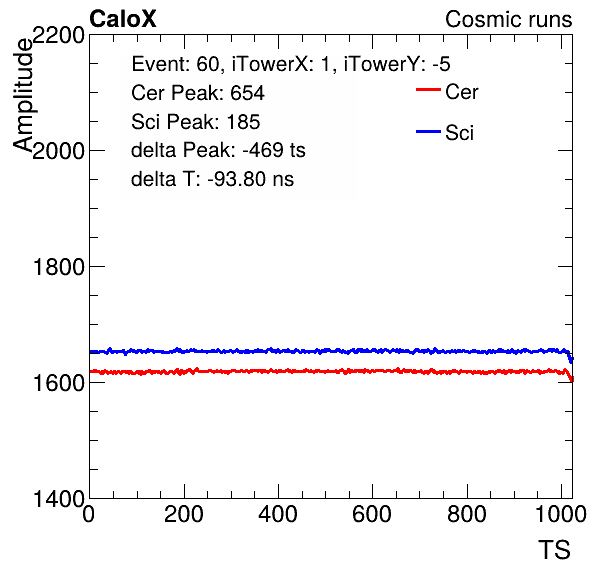 CaloX Cosmic runs
Amplitude
2200
2000
1800
1600
1400
Event: 60, iTowerX: 1, iTowerY: -5
Cer Peak: 654
Sci Peak: 185
delta Peak: -469 ts
delta T: -93.80 ns
Cer
Sci
0 200 400 600 800 1000
TS